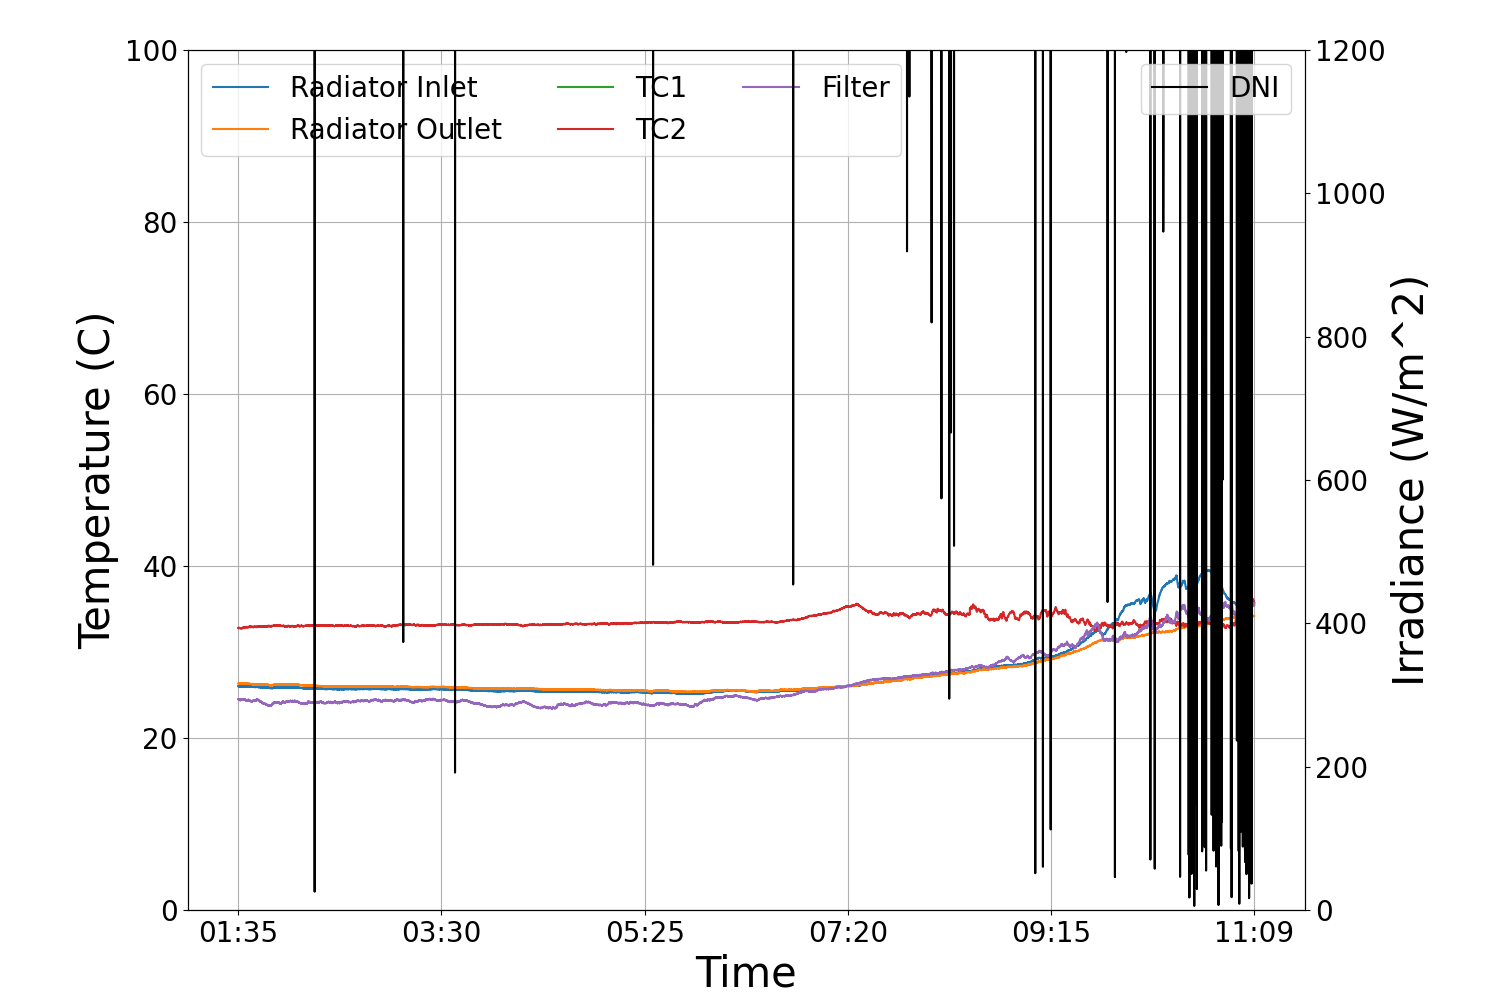 Radiator Inlet
Radiator Outlet
TC1
TC2
Filter
DNI
100
80
60
40
20
0
Temperature (C)
1200
1000
800
600
400
200
0
Irradiance (W/m^2)
01:35 03:30 05:25 07:20 09:15 11:09
Time